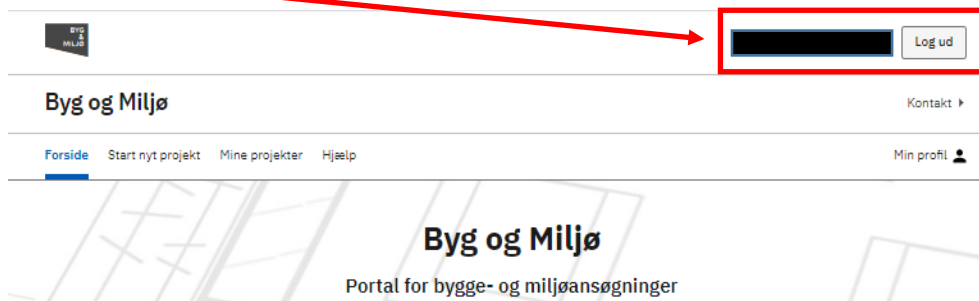 BYG
&
MILJØ
Log ud
Byg og Miljø
Kontakt
Forside Start nyt projekt Mine projekter Hjælp
Min profil
Byg og Miljø
Portal for bygge- og miljøansøgninger